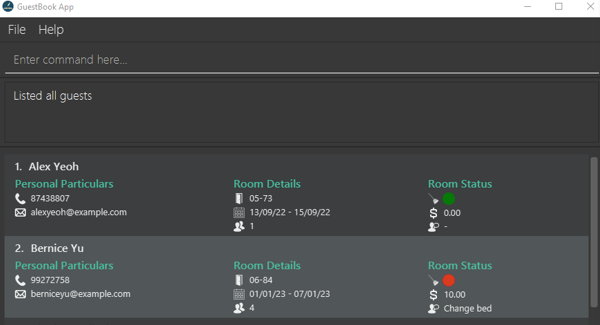 GuestBook App
File Help
Enter command here...
Listed all guests
1. Alex Yeoh
Personal Particulars Room Details Room Status
87438807 05-73
alexyeoh@example.com 13/09/22 - 15/09/22 $ 0.00
1 -
2. Bernice Yu
Personal Particulars Room Details Room Status
99272758 06-84
berniceyu@example.com 01/01/23 - 07/01/23 $ 10.00
4 Change bed